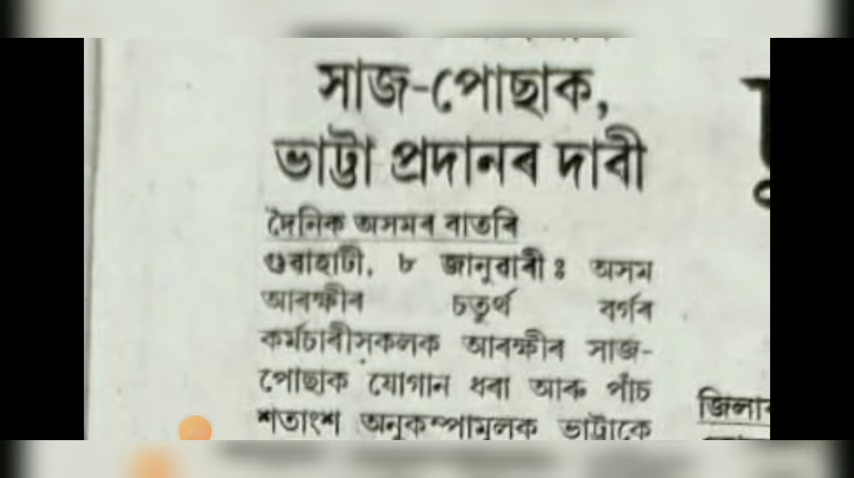 সাজ-পোছাক,
ভাট্টা প্ৰদানৰ দাবী
দৈনিক অসমৰ বাতৰি
গুৱাহাটী, ৮ জানুৱাৰী ঃ অসম
আৰক্ষীৰ চতুৰ্থ বৰ্গৰ
কৰ্মচাৰীসকলক আৰক্ষীৰ সাজ-
পোছাক যোগান ধৰা আৰু পাঁচ
শতাংশ অনুকম্পামূলক ভাট্টাকে